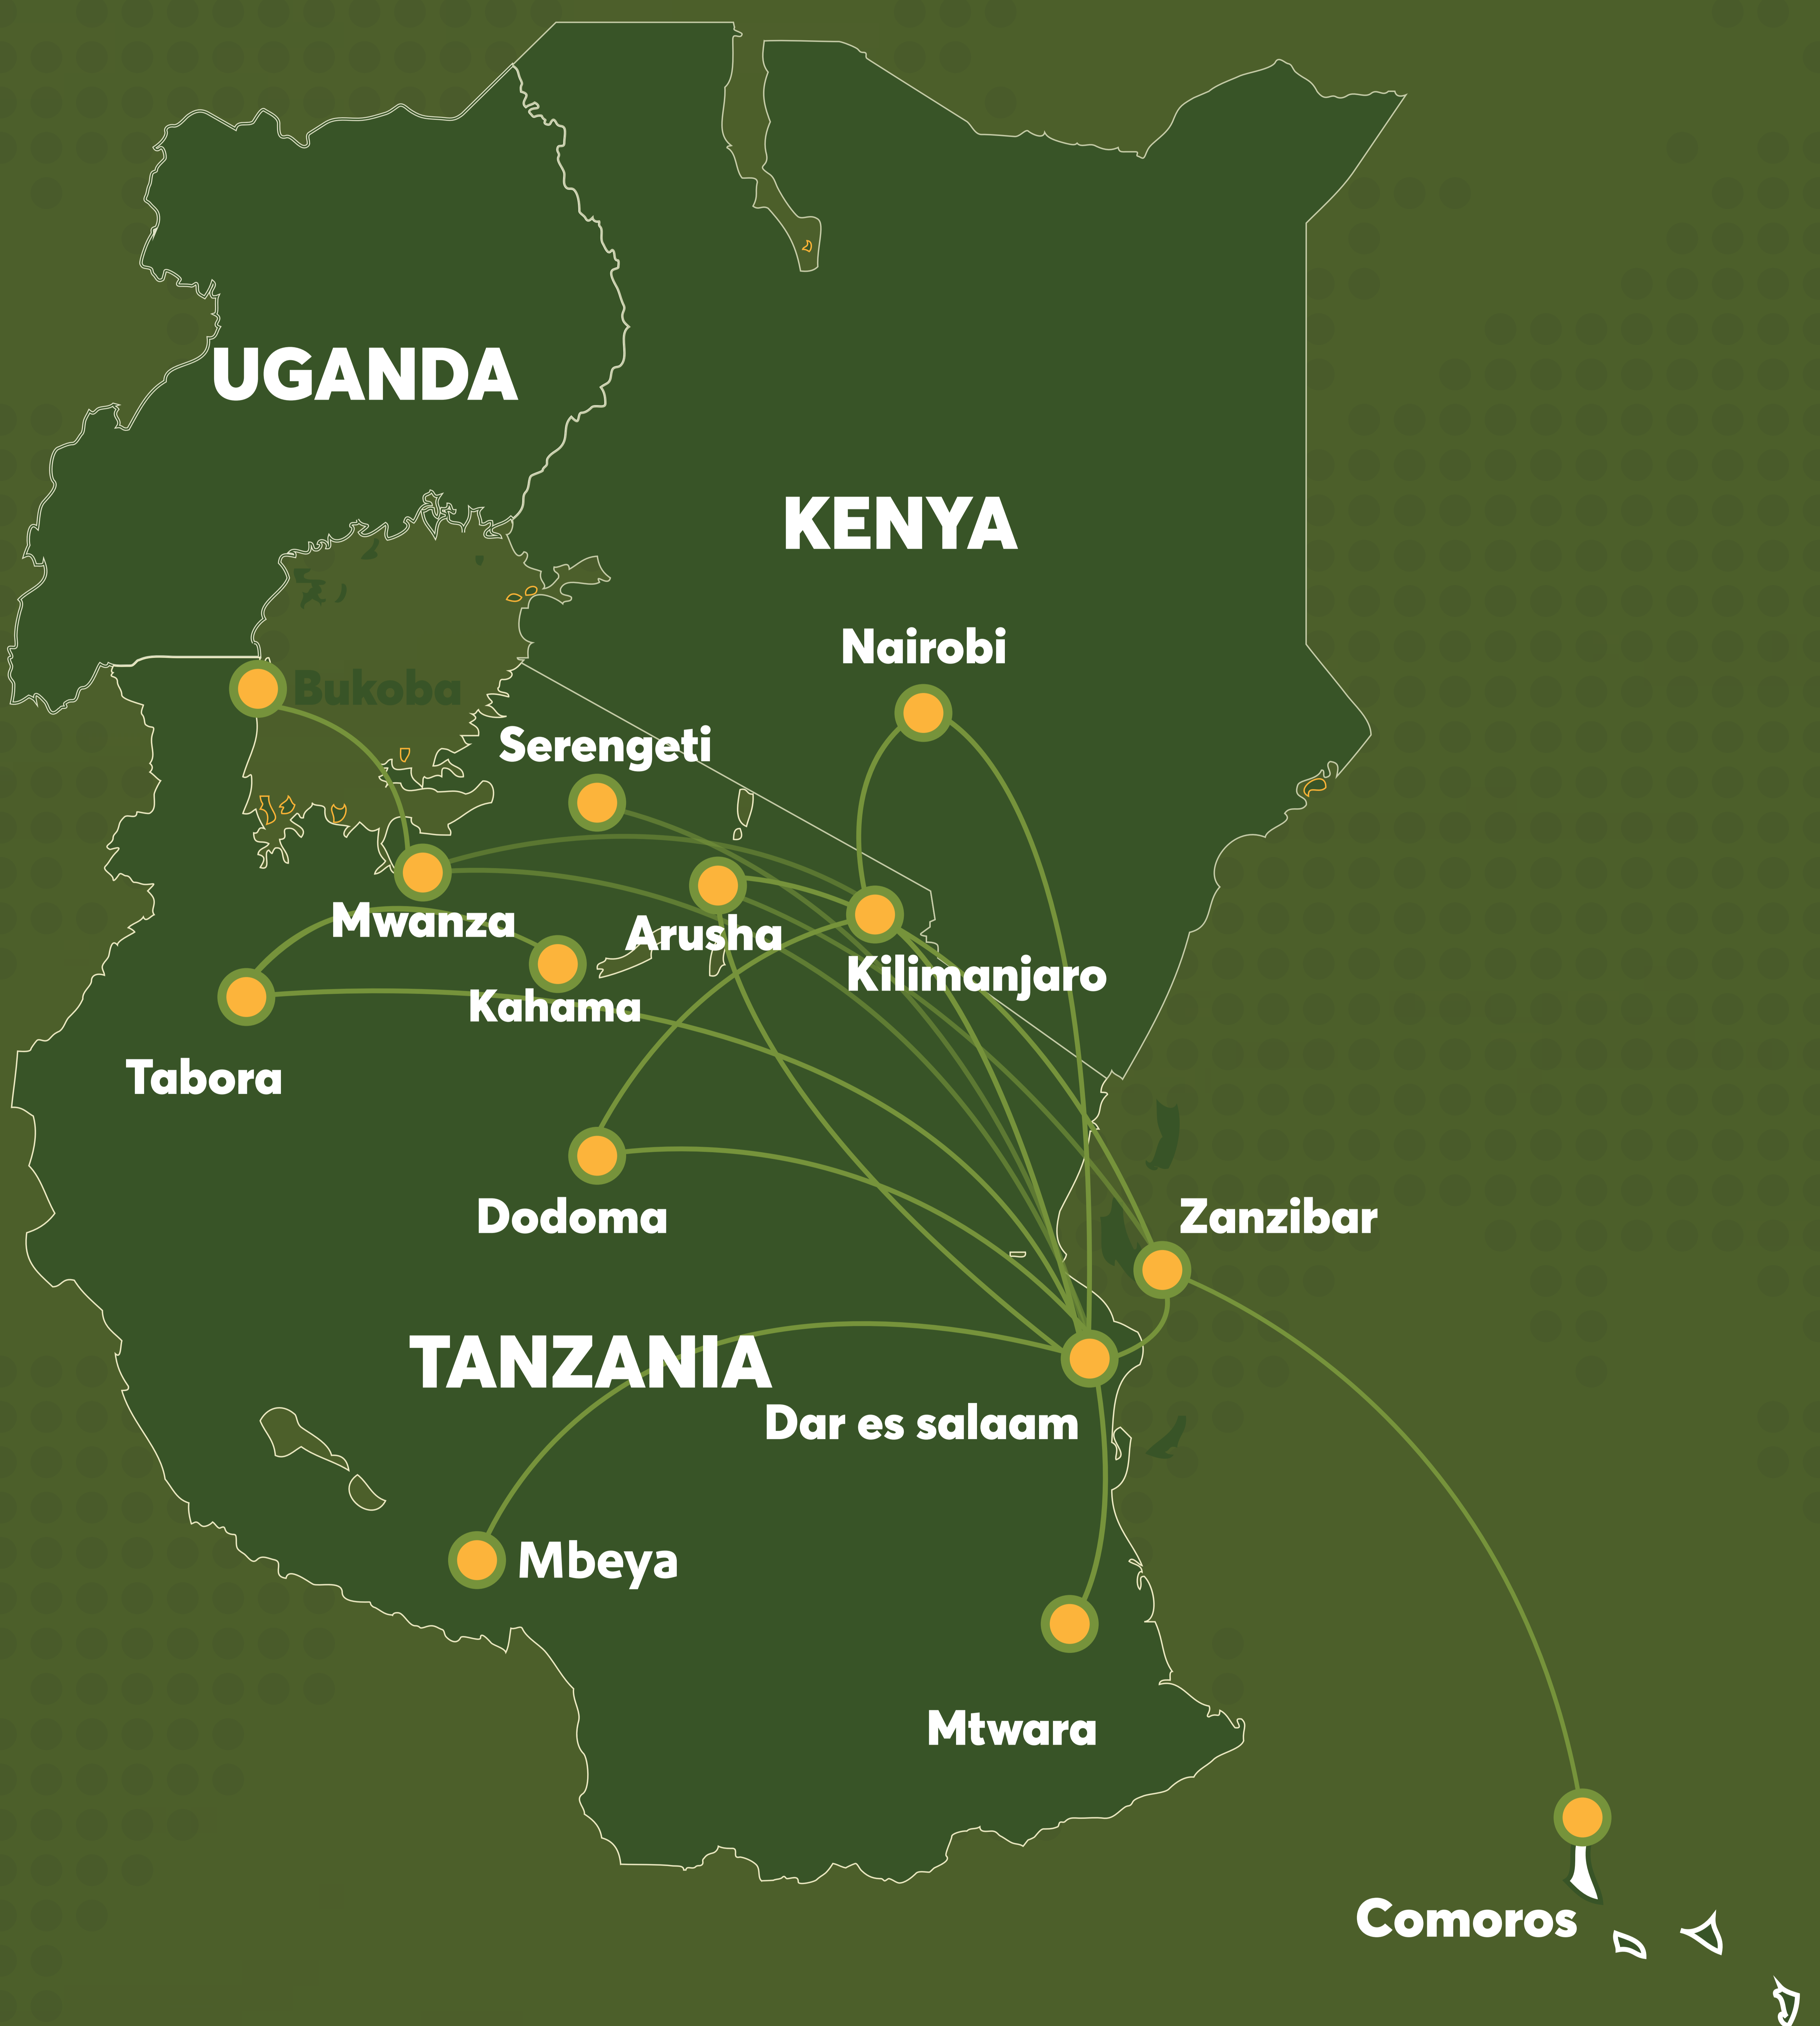 UGANDA
KENYA
Nairobi
Bukoba
Serengeti
Mwanza
Arusha
Kilimanjaro
Kahama
Tabora
Dodoma
Zanzibar
TANZANIA
Dar es salaam
Mbeya
Mtwara
Comoros